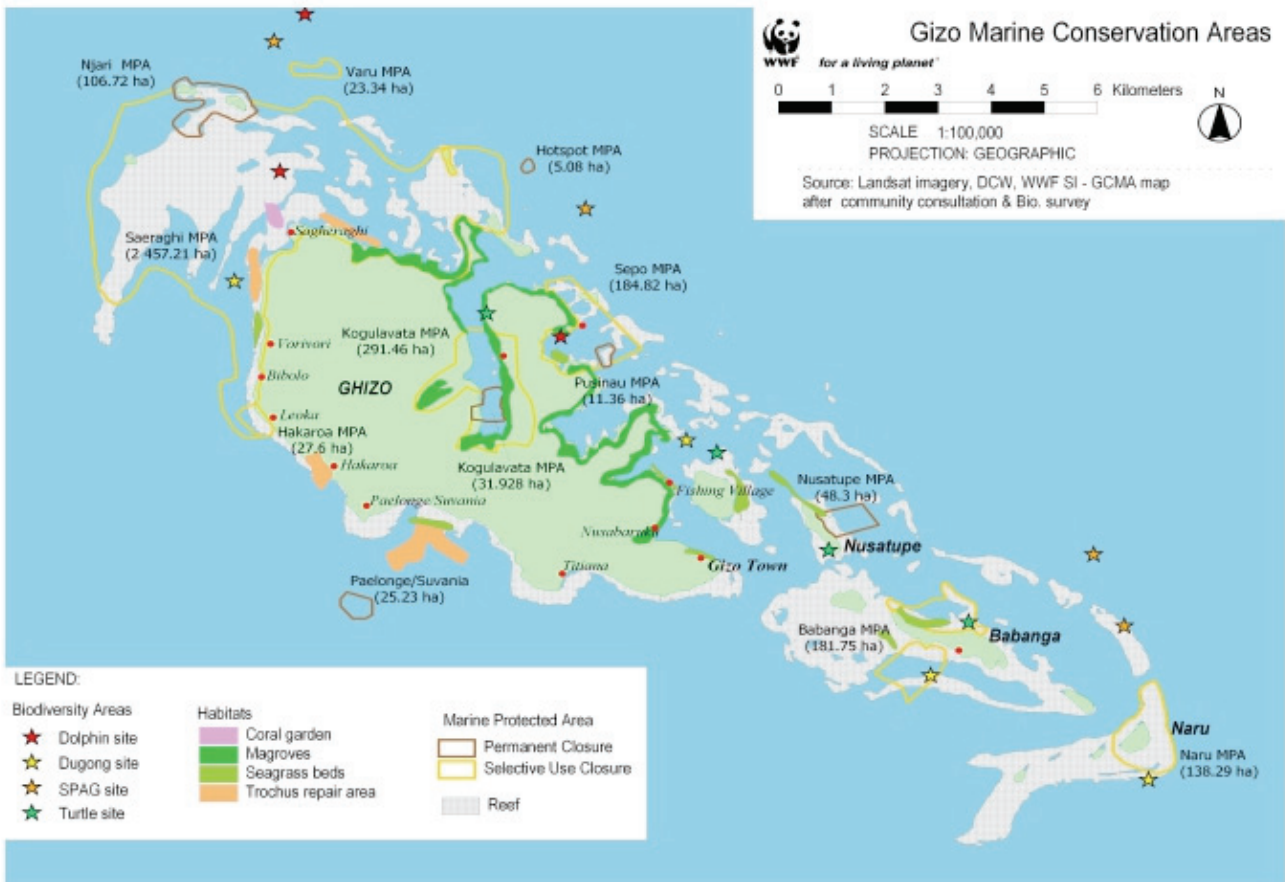 Gizo Marine Conservation Areas
WWF
for a living planet®
0 1 2 3 4 5 6 Kilometers
N
SCALE 1:100,000
PROJECTION: GEOGRAPHIC
Source: Landsat imagery, DCW, WWF SI - GCMA map
after community consultation & Bio. survey
Njari MPA
(106.72 ha)
Varu MPA
(23.34 ha)
Hotspot MPA
(5.08 ha)
Saeraghi MPA
(2 457.21 ha)
Sagheraghi
Sepo MPA
(184.82 ha)
Kogulavata MPA
(291.46 ha)
Vorivori
Bibolo
GHIZO
Pusinau MPA
(11.36 ha)
Leoka
Hakaroa MPA
(27.6 ha)
Hakaroa
Kogulavata MPA
(31.928 ha)
Paelonge Suvania
Fishing Village
Nusatupe MPA
(48.3 ha)
Nusabaruku
Nusatupe
Gizo Town
Titiana
Paelonge/Suvania
(25.23 ha)
Babanga MPA
(181.75 ha)
Babanga
Naru
Naru MPA
(138.29 ha)
LEGEND:
Biodiversity Areas
Dolphin site
Dugong site
SPAG site
Turtle site
Habitats
Coral garden
Magroves
Seagrass beds
Trochus repair area
Marine Protected Area
Permanent Closure
Selective Use Closure
Reef